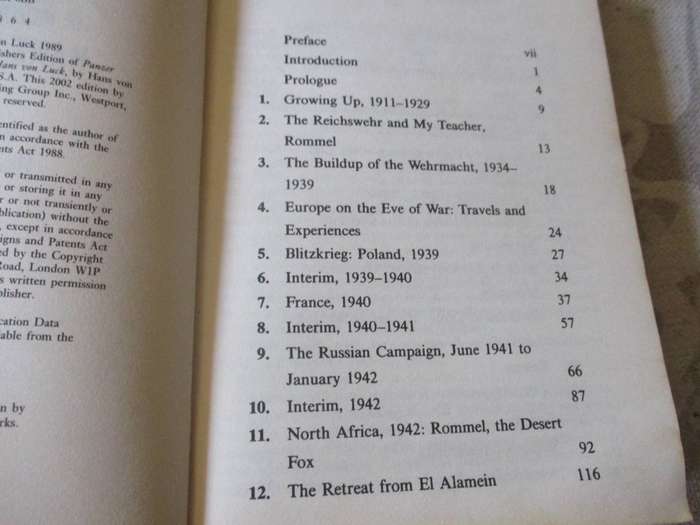 9 6 4
n Luck 1989
shers Edition of Panzer
Hans von Luck, by Hans von
S.A. This 2002 edition by
ing Group Inc., Westport,
reserved.
entified as the author of
n accordance with the
nts Act 1988.
or transmitted in any
or storing it in any
r or not transiently or
blication) without the
, except in accordance
igns and Patents Act
ed by the Copyright
Road, London W1P
s written permission
blisher.
cation Data
able from the
n by
rks.
Preface vii
Introduction 1
Prologue 4
1. Growing Up, 1911–1929 9
2. The Reichswehr and My Teacher,
Rommel 13
3. The Buildup of the Wehrmacht, 1934–
1939 18
4. Europe on the Eve of War: Travels and
Experiences 24
5. Blitzkrieg: Poland, 1939 27
6. Interim, 1939–1940 34
7. France, 1940 37
8. Interim, 1940–1941 57
9. The Russian Campaign, June 1941 to
January 1942 66
10. Interim, 1942 87
11. North Africa, 1942: Rommel, the Desert
Fox 92
12. The Retreat from El Alamein 116